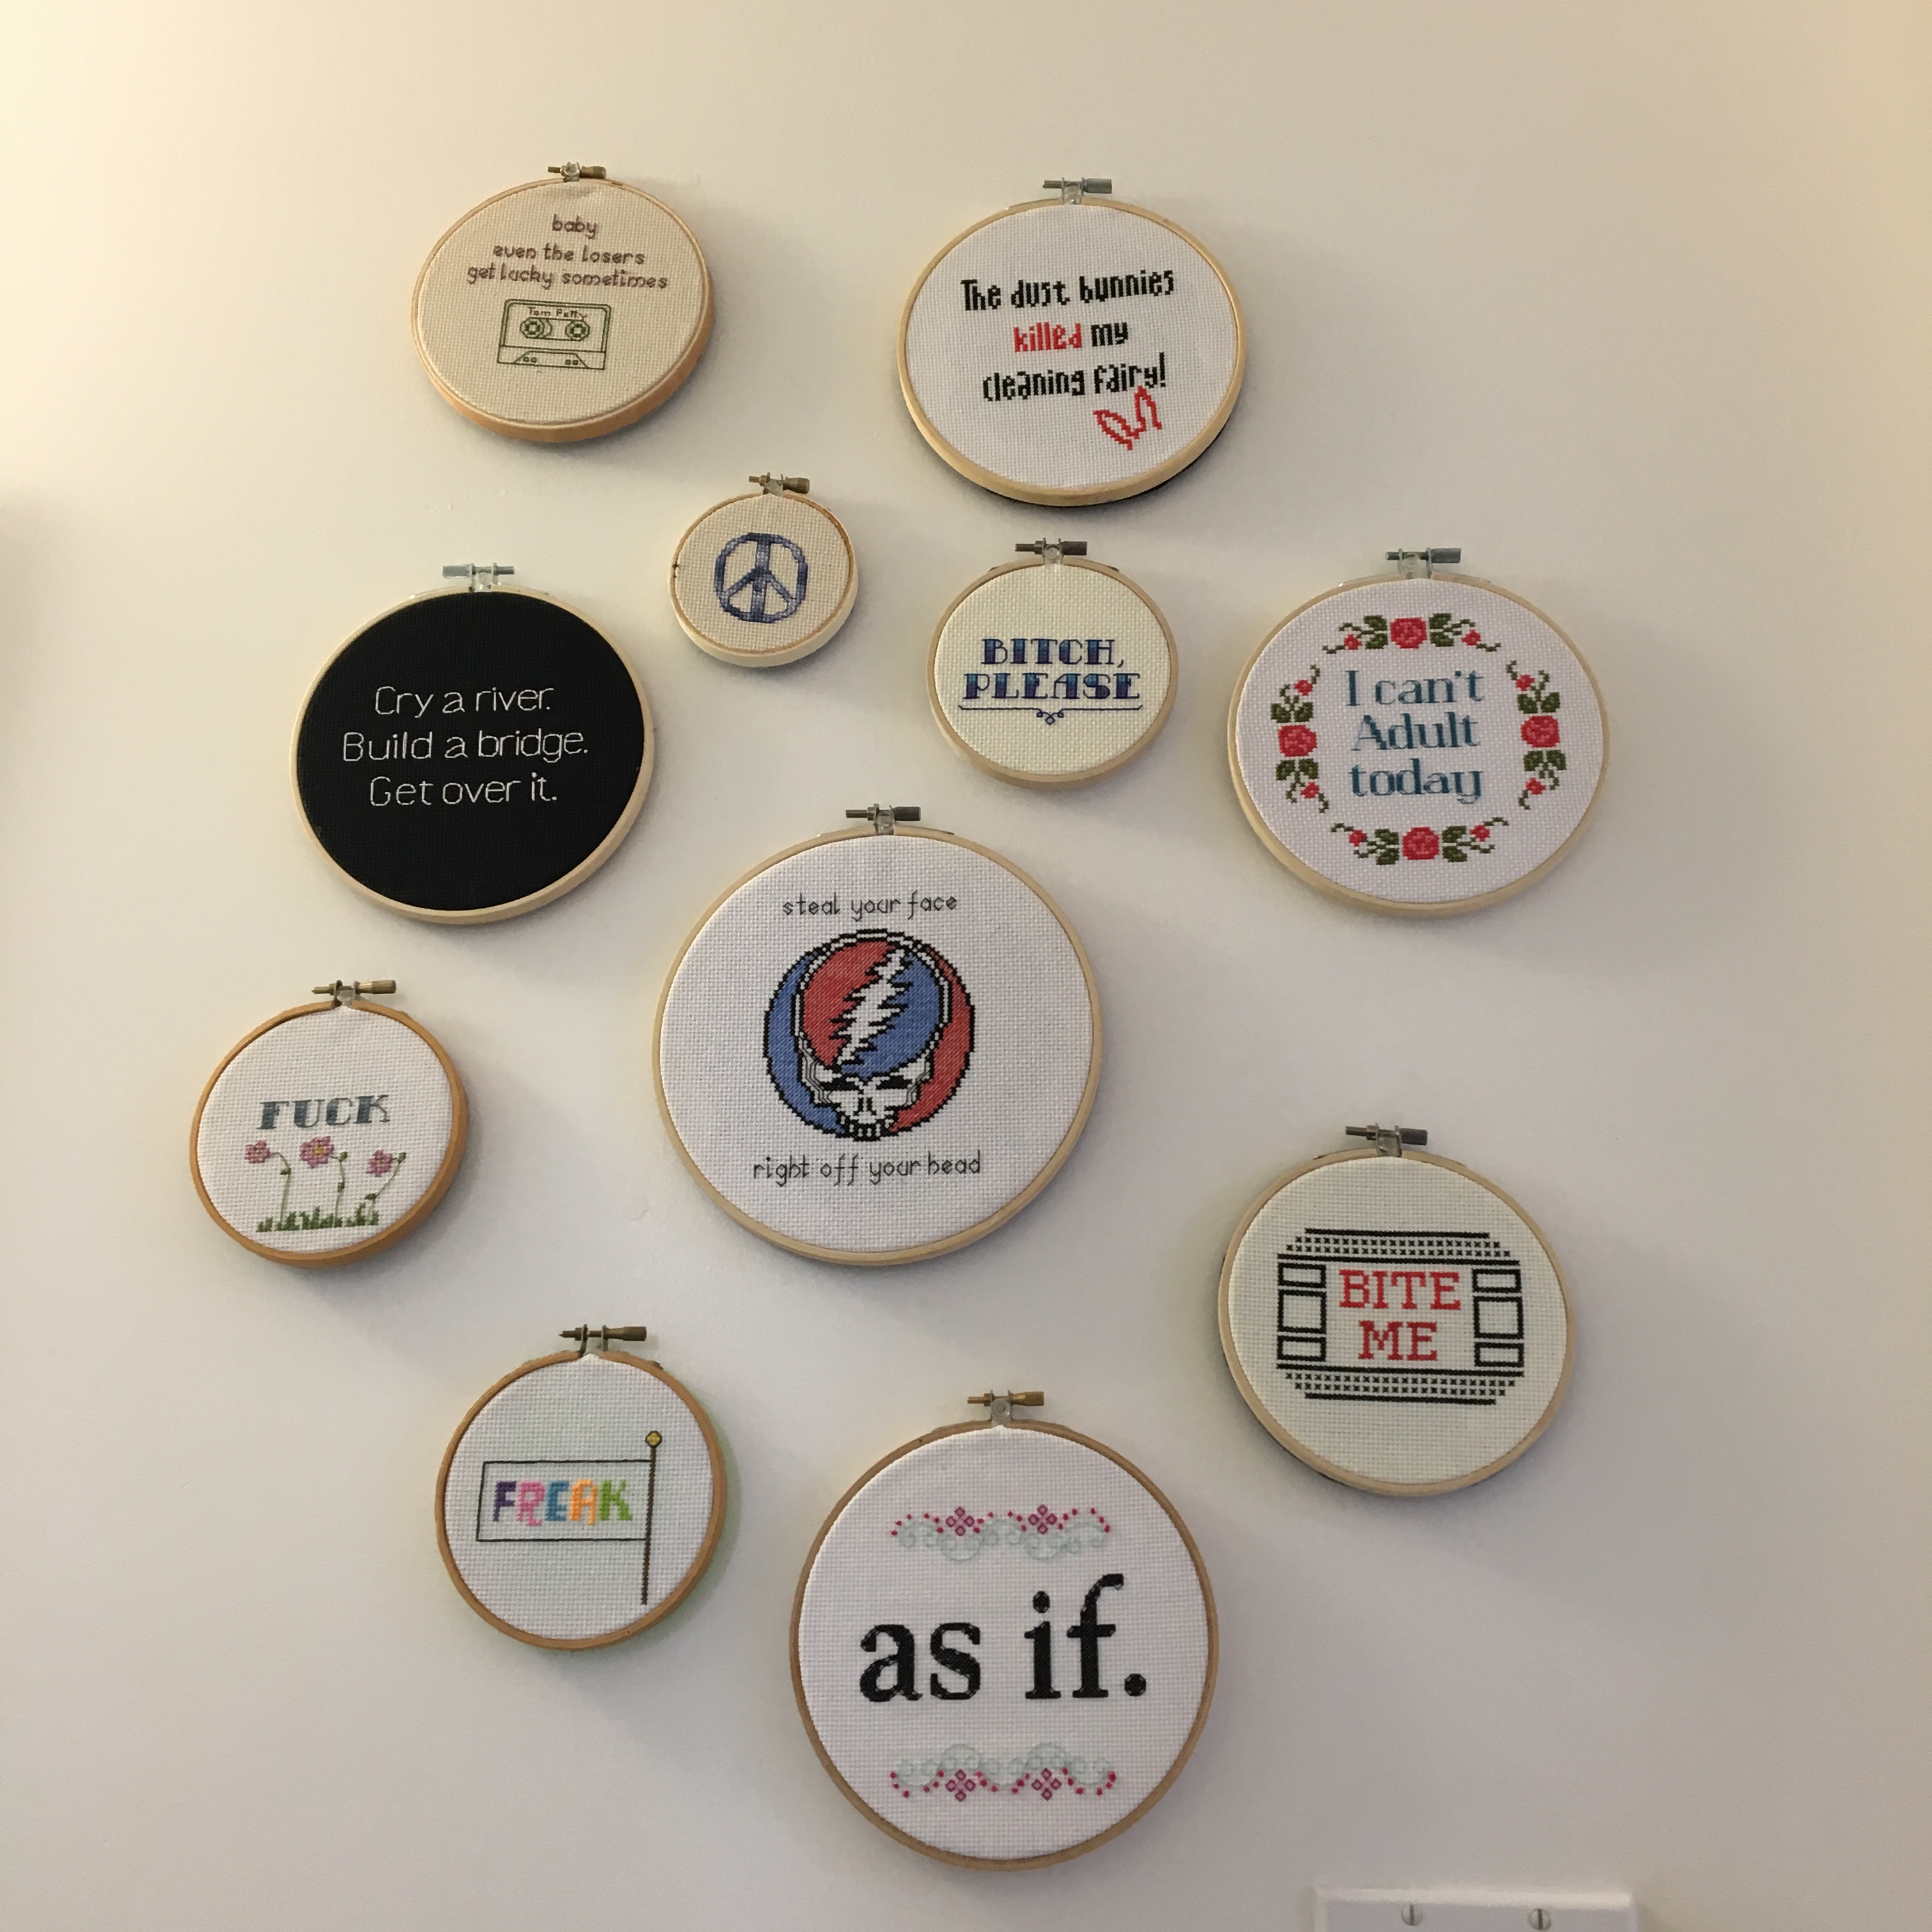 baby
even the losers
get lucky sometimes
Tom Petty
The dust bunnies
killed my
cleaning fairy!
BITCH,
PLEASE
I can't
Adult
today
Cry a river.
Build a bridge.
Get over it.
steal your face
right off your head
FUCK
BITE
ME
FREAK
as if.